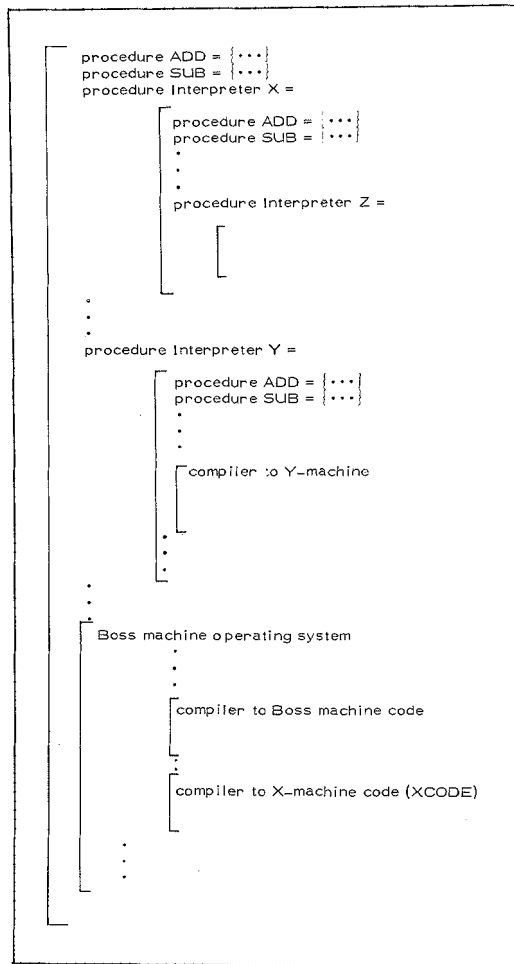 procedure ADD = {···}
procedure SUB = {···}
procedure Interpreter X =
procedure ADD = {···}
procedure SUB = {···}
.
.
.
procedure Interpreter Z =
.
.
.
procedure Interpreter Y =
procedure ADD = {···}
procedure SUB = {···}
.
.
.
compiler to Y-machine
.
.
.
.
.
.
Boss machine operating system
.
.
.
compiler to Boss machine code
.
.
.
compiler to X-machine code (XCODE)
.
.
.